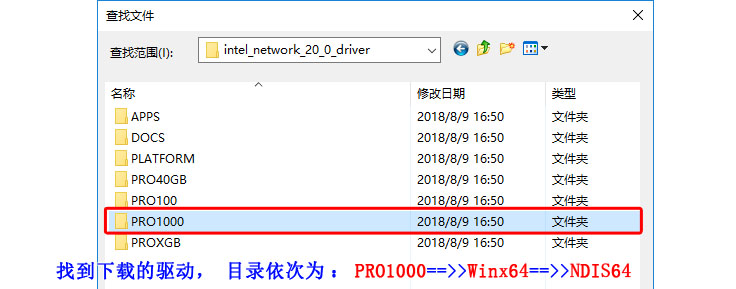 查找文件
查找范围(I): intel_network_20_0_driver
名称 修改日期 类型
APPS 2018/8/9 16:50 文件夹
DOCS 2018/8/9 16:50 文件夹
PLATFORM 2018/8/9 16:50 文件夹
PRO40GB 2018/8/9 16:50 文件夹
PRO100 2018/8/9 16:50 文件夹
PRO1000 2018/8/9 16:50 文件夹
PROXGB 2018/8/9 16:50 文件夹
找到下载的驱动， 目录依次为： PRO1000==>>Winx64==>>NDIS64